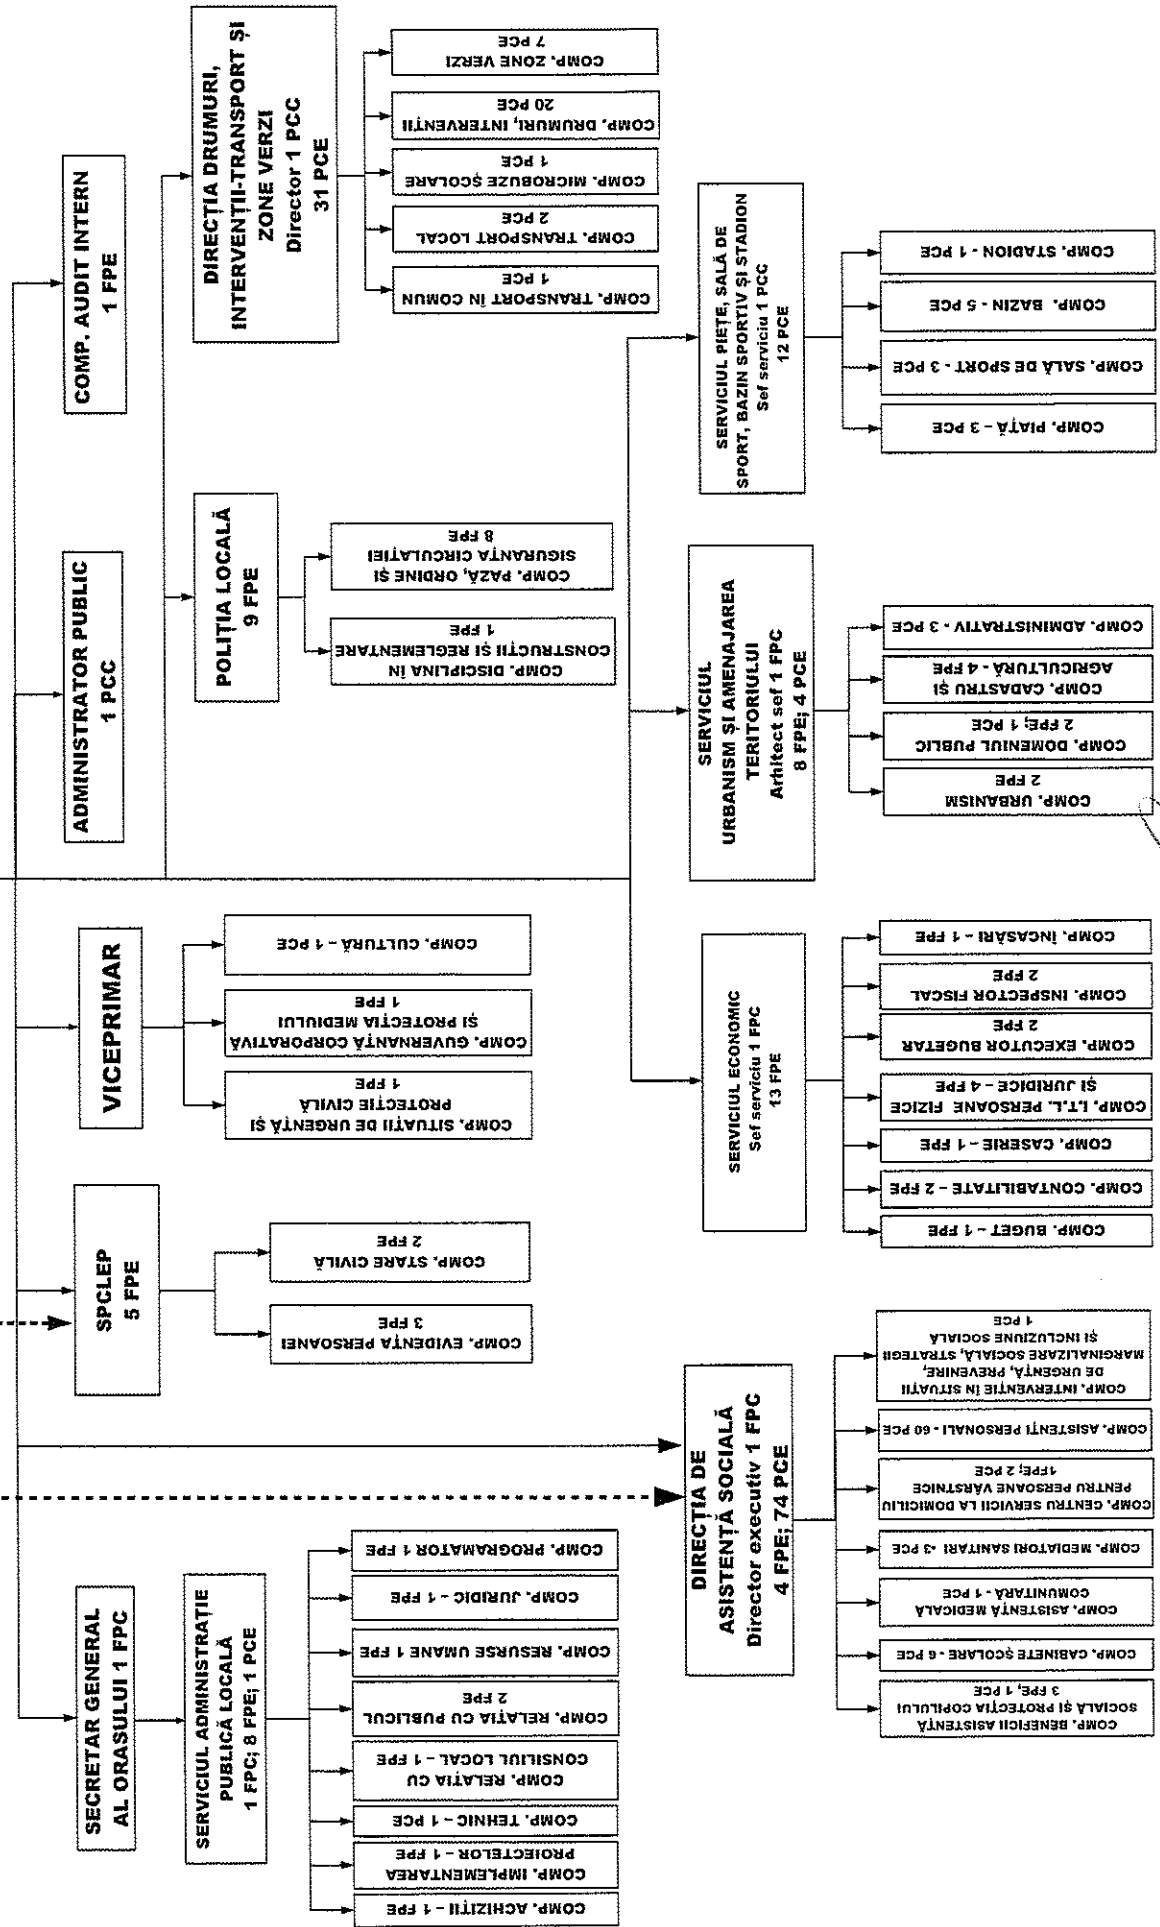 SECRETAR GENERAL
AL ORASULUI 1 FPC
SPCLEP
5 FPE
VICEPRIMAR
ADMINISTRATOR PUBLIC
1 PCC
COMP. AUDIT INTERN
1 FPE
SERVICIUL ADMINISTRAȚIE
PUBLICĂ LOCALĂ
1 FPC; 8 FPE; 1 PCE
COMP. ACHIZIȚII – 1 FPE
COMP. IMPLEMENTAREA
PROIECTELOR – 1 FPE
COMP. TEHNIC – 1 PCE
COMP. RELAȚIA CU
CONSILIUL LOCAL – 1 FPE
COMP. RELAȚIA CU PUBLICUL
2 FPE
COMP. RESURSE UMANE 1 FPE
COMP. JURIDIC – 1 FPE
COMP. PROGRAMATOR 1 FPE
COMP. EVIDENȚA PERSOANEI
3 FPE
COMP. STARE CIVILĂ
2 FPE
COMP. SITUAȚII DE URGENȚĂ ȘI
PROTECȚIE CIVILĂ
1 FPE
COMP. GUVERNANȚĂ CORPORATIVĂ
ȘI PROTECȚIA MEDIULUI
1 FPE
COMP. CULTURĂ – 1 PCE
POLIȚIA LOCALĂ
9 FPE
COMP. DISCIPLINA ÎN
CONSTRUCȚII ȘI REGLEMENTARE
1 FPE
COMP. PAZĂ, ORDINE ȘI
SIGURANȚA CIRCULAȚIEI
8 FPE
DIRECȚIA DRUMURI,
INTERVENȚII-TRANSPORT ȘI
ZONE VERZI
Director 1 PCC
31 PCE
COMP. TRANSPORT ÎN COMUN
1 PCE
COMP. TRANSPORT LOCAL
2 PCE
COMP. MICROBUZE ȘCOLARE
1 PCE
COMP. DRUMURI, INTERVENȚII
20 PCE
COMP. ZONE VERZI
7 PCE
DIRECȚIA DE
ASISTENȚĂ SOCIALĂ
Director executiv 1 FPC
4 FPE; 74 PCE
COMP. BENEFICII ASISTENȚĂ
SOCIALĂ ȘI PROTECȚIA COPILULUI
3 FPE, 1 PCE
COMP. CABINETE ȘCOLARE - 6 PCE
COMP. ASISTENȚĂ MEDICALĂ
COMUNITARĂ - 1 PCE
COMP. MEDIATORI SANITARI -3 PCE
COMP. CENTRU SERVICII LA DOMICILIU
PENTRU PERSOANE VÂRSTNICE
1FPE; 2 PCE
COMP. ASISTENȚI PERSONALI - 60 PCE
COMP. INTERVENȚIE ÎN SITUAȚII
DE URGENȚĂ, PREVENIRE,
MARGINALIZARE SOCIALĂ, STRATEGII
ȘI INCLUZIUNE SOCIALĂ
1 PCE
SERVICIUL ECONOMIC
Sef serviciu 1 FPC
13 FPE
COMP. BUGET – 1 FPE
COMP. CONTABILITATE – 2 FPE
COMP. CASERIE – 1 FPE
COMP. I.T.L. PERSOANE FIZICE
ȘI JURIDICE – 4 FPE
COMP. EXECUTOR BUGETAR
2 FPE
COMP. INSPECTOR FISCAL
2 FPE
COMP. ÎNCASĂRI – 1 FPE
SERVICIUL
URBANISM ȘI AMENAJAREA
TERITORIULUI
Arhitect sef 1 FPC
8 FPE; 4 PCE
COMP. URBANISM
2 FPE
COMP. DOMENIUL PUBLIC
2 FPE; 1 PCE
COMP. CADASTRU ȘI
AGRICULTURĂ - 4 FPE
COMP. ADMINISTRATIV - 3 PCE
SERVICIUL PIEȚE, SALĂ DE
SPORT, BAZIN SPORTIV ȘI STADION
Sef serviciu 1 PCC
12 PCE
COMP. PIAȚĂ – 3 PCE
COMP. SALĂ DE SPORT - 3 PCE
COMP. BAZIN - 5 PCE
COMP. STADION - 1 PCE